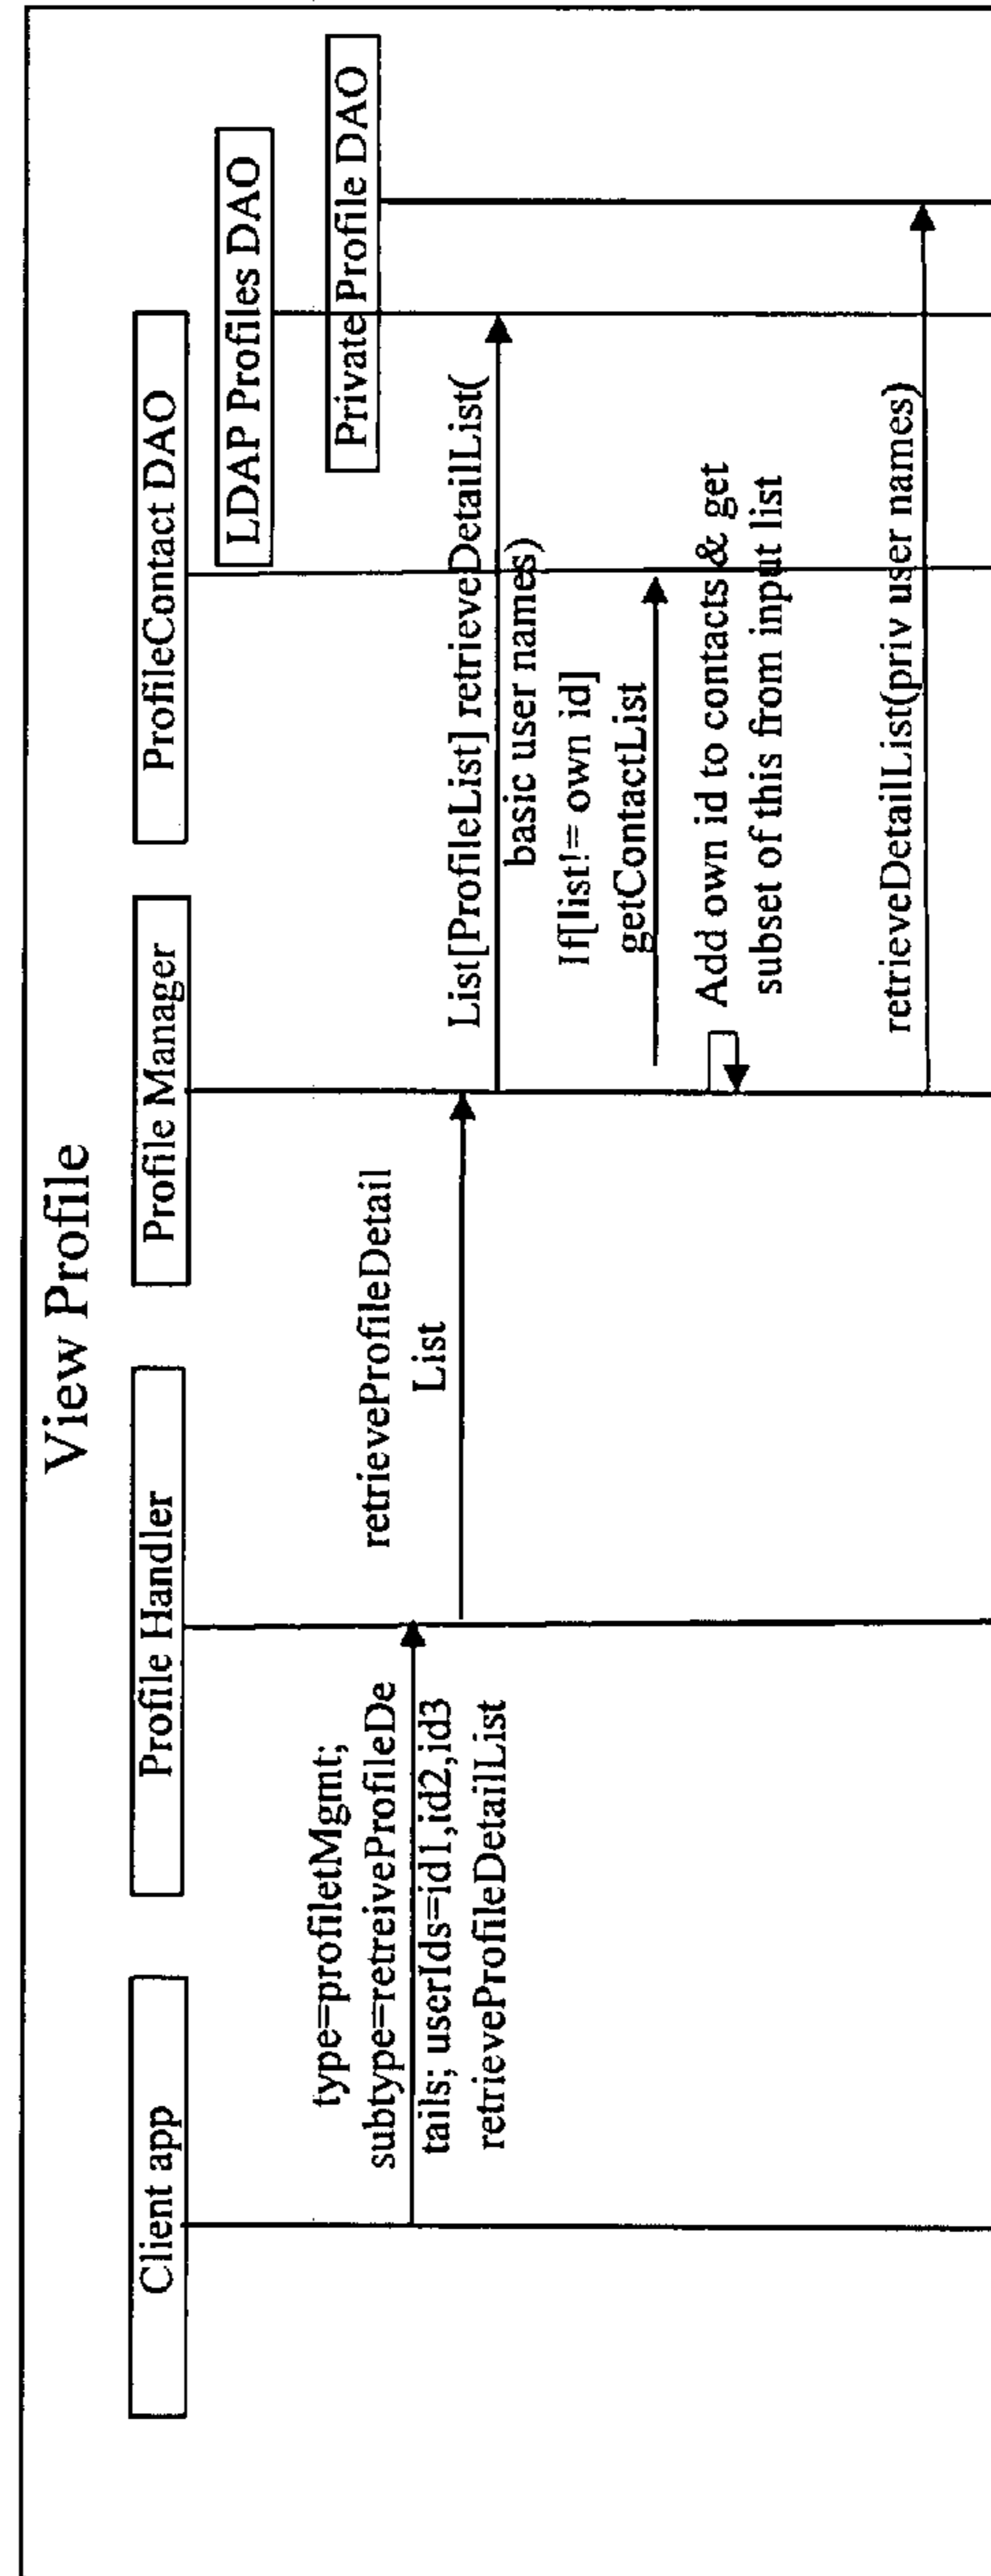 View Profile
Client app
Profile Handler
Profile Manager
ProfileContact DAO
LDAP Profiles DAO
Private Profile DAO
type=profiletMgmt;
subtype=retreiveProfileDe
tails; userIds=id1,id2,id3
retrieveProfileDetailList
retrieveProfileDetail
List
List[ProfileList] retrieveDetailList(
basic user names)
If[list!= own id]
getContactList
Add own id to contacts & get
subset of this from input list
retrieveDetailList(priv user names)